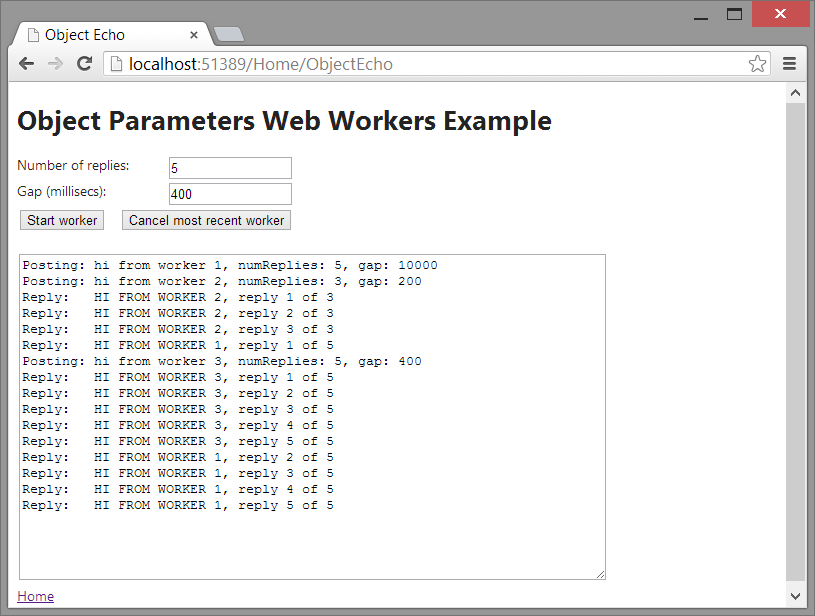 Object Echo
localhost:51389/Home/ObjectEcho
Object Parameters Web Workers Example
Number of replies: 5
Gap (millisecs): 400
Start worker Cancel most recent worker
Posting: hi from worker 1, numReplies: 5, gap: 10000
Posting: hi from worker 2, numReplies: 3, gap: 200
Reply: HI FROM WORKER 2, reply 1 of 3
Reply: HI FROM WORKER 2, reply 2 of 3
Reply: HI FROM WORKER 2, reply 3 of 3
Reply: HI FROM WORKER 1, reply 1 of 5
Posting: hi from worker 3, numReplies: 5, gap: 400
Reply: HI FROM WORKER 3, reply 1 of 5
Reply: HI FROM WORKER 3, reply 2 of 5
Reply: HI FROM WORKER 3, reply 3 of 5
Reply: HI FROM WORKER 3, reply 4 of 5
Reply: HI FROM WORKER 3, reply 5 of 5
Reply: HI FROM WORKER 1, reply 2 of 5
Reply: HI FROM WORKER 1, reply 3 of 5
Reply: HI FROM WORKER 1, reply 4 of 5
Reply: HI FROM WORKER 1, reply 5 of 5
Home